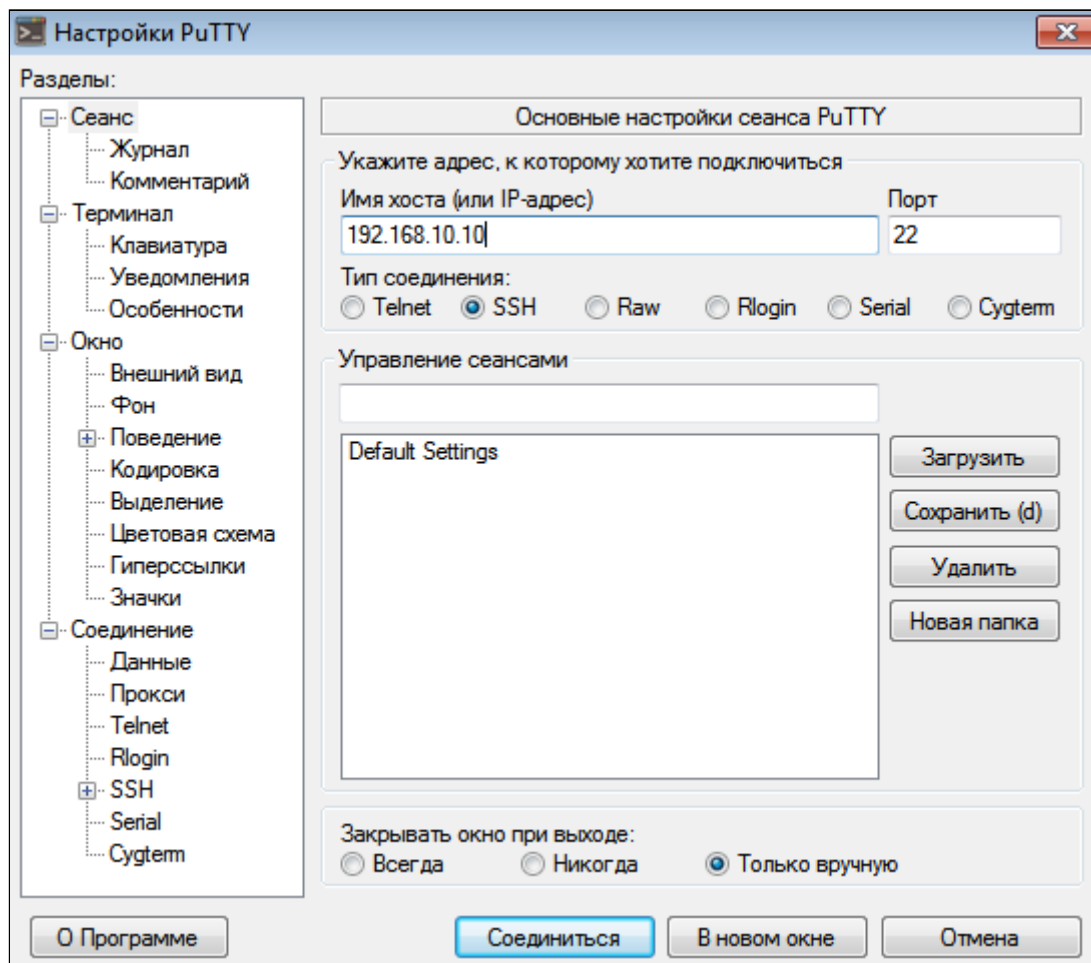 Настройки PuTTY
Разделы:
Сеанс
Журнал
Комментарий
Терминал
Клавиатура
Уведомления
Особенности
Окно
Внешний вид
Фон
Поведение
Кодировка
Выделение
Цветовая схема
Гиперссылки
Значки
Соединение
Данные
Прокси
Telnet
Rlogin
SSH
Serial
Cygterm
Основные настройки сеанса PuTTY
Укажите адрес, к которому хотите подключиться
Имя хоста (или IP-адрес) Порт
192.168.10.10 22
Тип соединения:
Telnet SSH Raw Rlogin Serial Cygterm
Управление сеансами
Default Settings
Загрузить
Сохранить (d)
Удалить
Новая папка
Закрывать окно при выходе:
Всегда Никогда Только вручную
О Программе Соединиться В новом окне Отмена